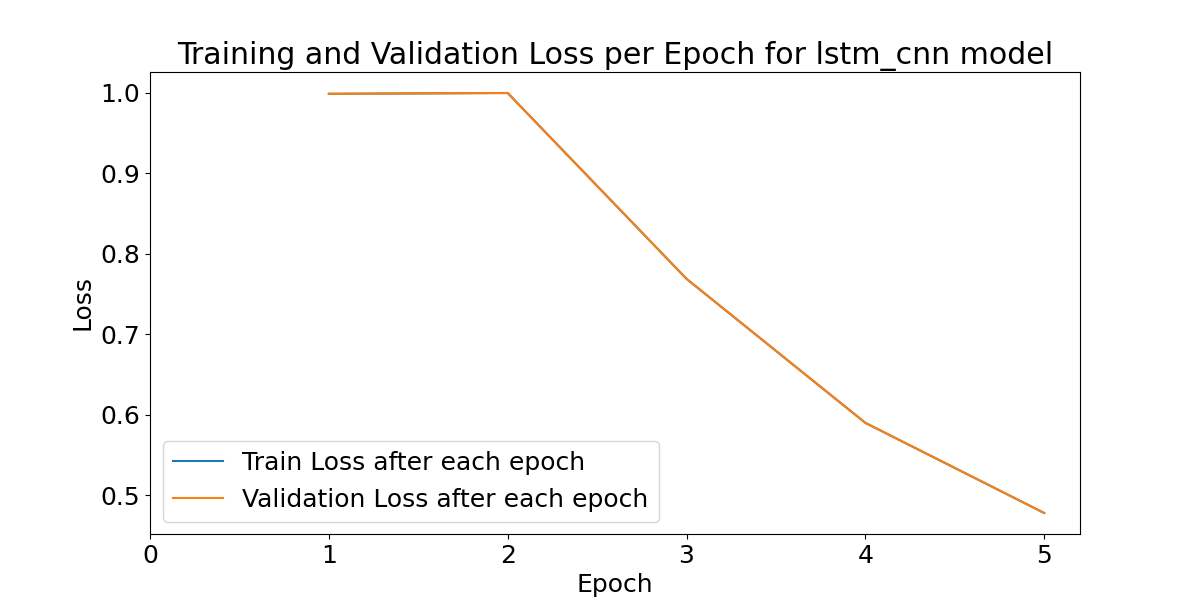 Training and Validation Loss per Epoch for lstm_cnn model
1.0
0.9
0.8
0.7
0.6
0.5
Loss
Train Loss after each epoch
Validation Loss after each epoch
0 1 2 3 4 5
Epoch